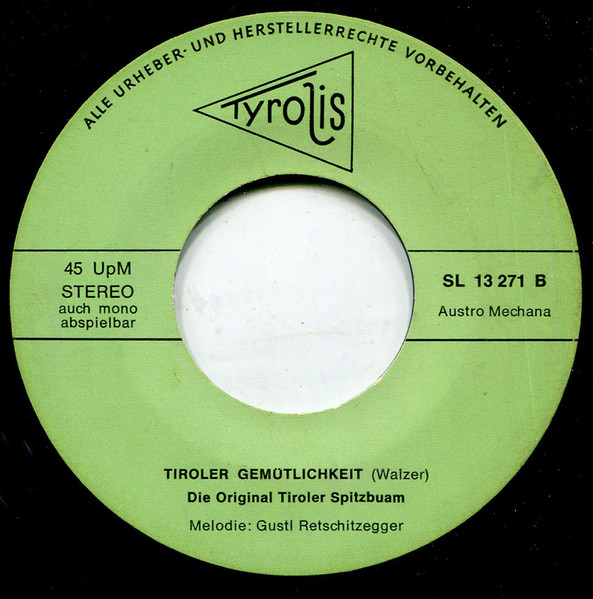 ALLE URHEBER- UND HERSTELLERRECHTE VORBEHALTEN
Tyrolis
45 UpM
STEREO
auch mono
abspielbar
SL 13 271 B
Austro Mechana
TIROLER GEMÜTLICHKEIT (Walzer)
Die Original Tiroler Spitzbuam
Melodie: Gustl Retschitzegger